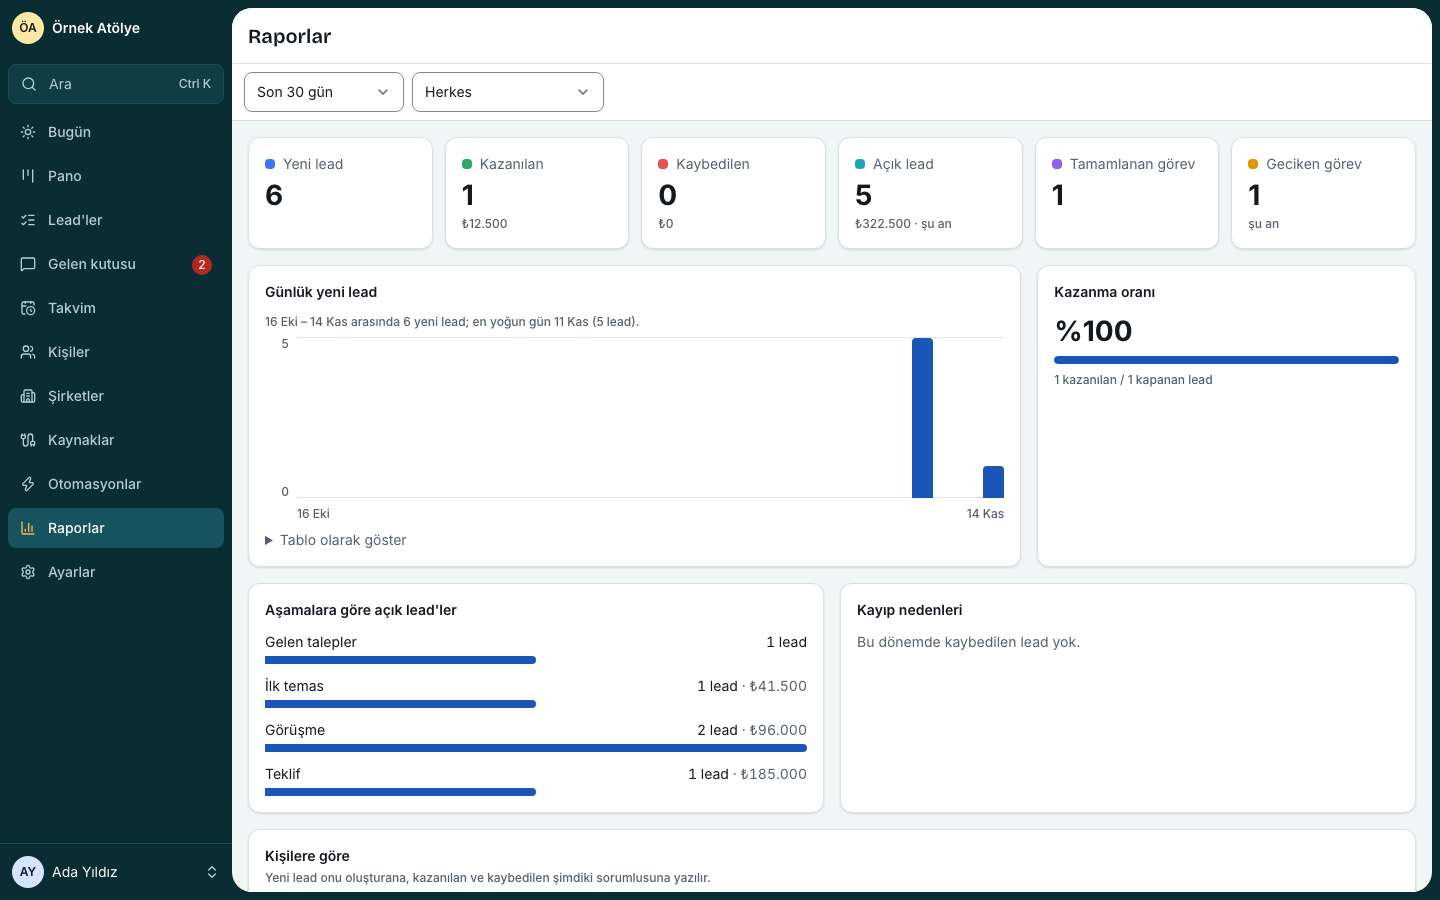 ÖA Örnek Atölye
Ara Ctrl K
Bugün
Pano
Lead'ler
Gelen kutusu 2
Takvim
Kişiler
Şirketler
Kaynaklar
Otomasyonlar
Raporlar
Ayarlar
AY Ada Yıldız
Raporlar
Son 30 gün Herkes
Yeni lead
6
Kazanılan
1
₺12.500
Kaybedilen
0
₺0
Açık lead
5
₺322.500 · şu an
Tamamlanan görev
1
Geciken görev
1
şu an
Günlük yeni lead
16 Eki – 14 Kas arasında 6 yeni lead; en yoğun gün 11 Kas (5 lead).
5
0
16 Eki 14 Kas
Tablo olarak göster
Kazanma oranı
%100
1 kazanılan / 1 kapanan lead
Aşamalara göre açık lead'ler
Gelen talepler 1 lead
İlk temas 1 lead · ₺41.500
Görüşme 2 lead · ₺96.000
Teklif 1 lead · ₺185.000
Kayıp nedenleri
Bu dönemde kaybedilen lead yok.
Kişilere göre
Yeni lead onu oluşturana, kazanılan ve kaybedilen şimdiki sorumlusuna yazılır.